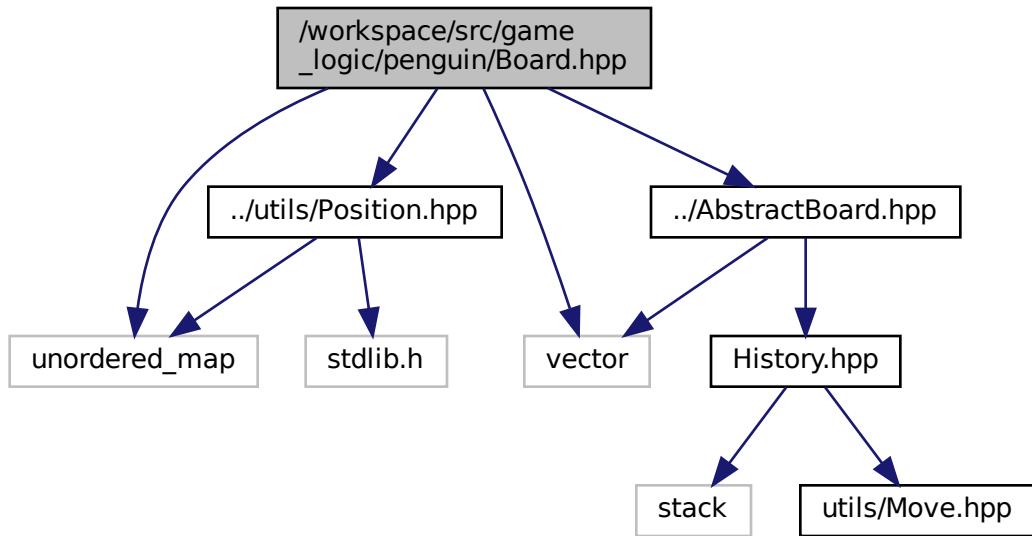 /workspace/src/game
_logic/penguin/Board.hpp
../utils/Position.hpp
../AbstractBoard.hpp
unordered_map
stdlib.h
vector
History.hpp
stack
utils/Move.hpp